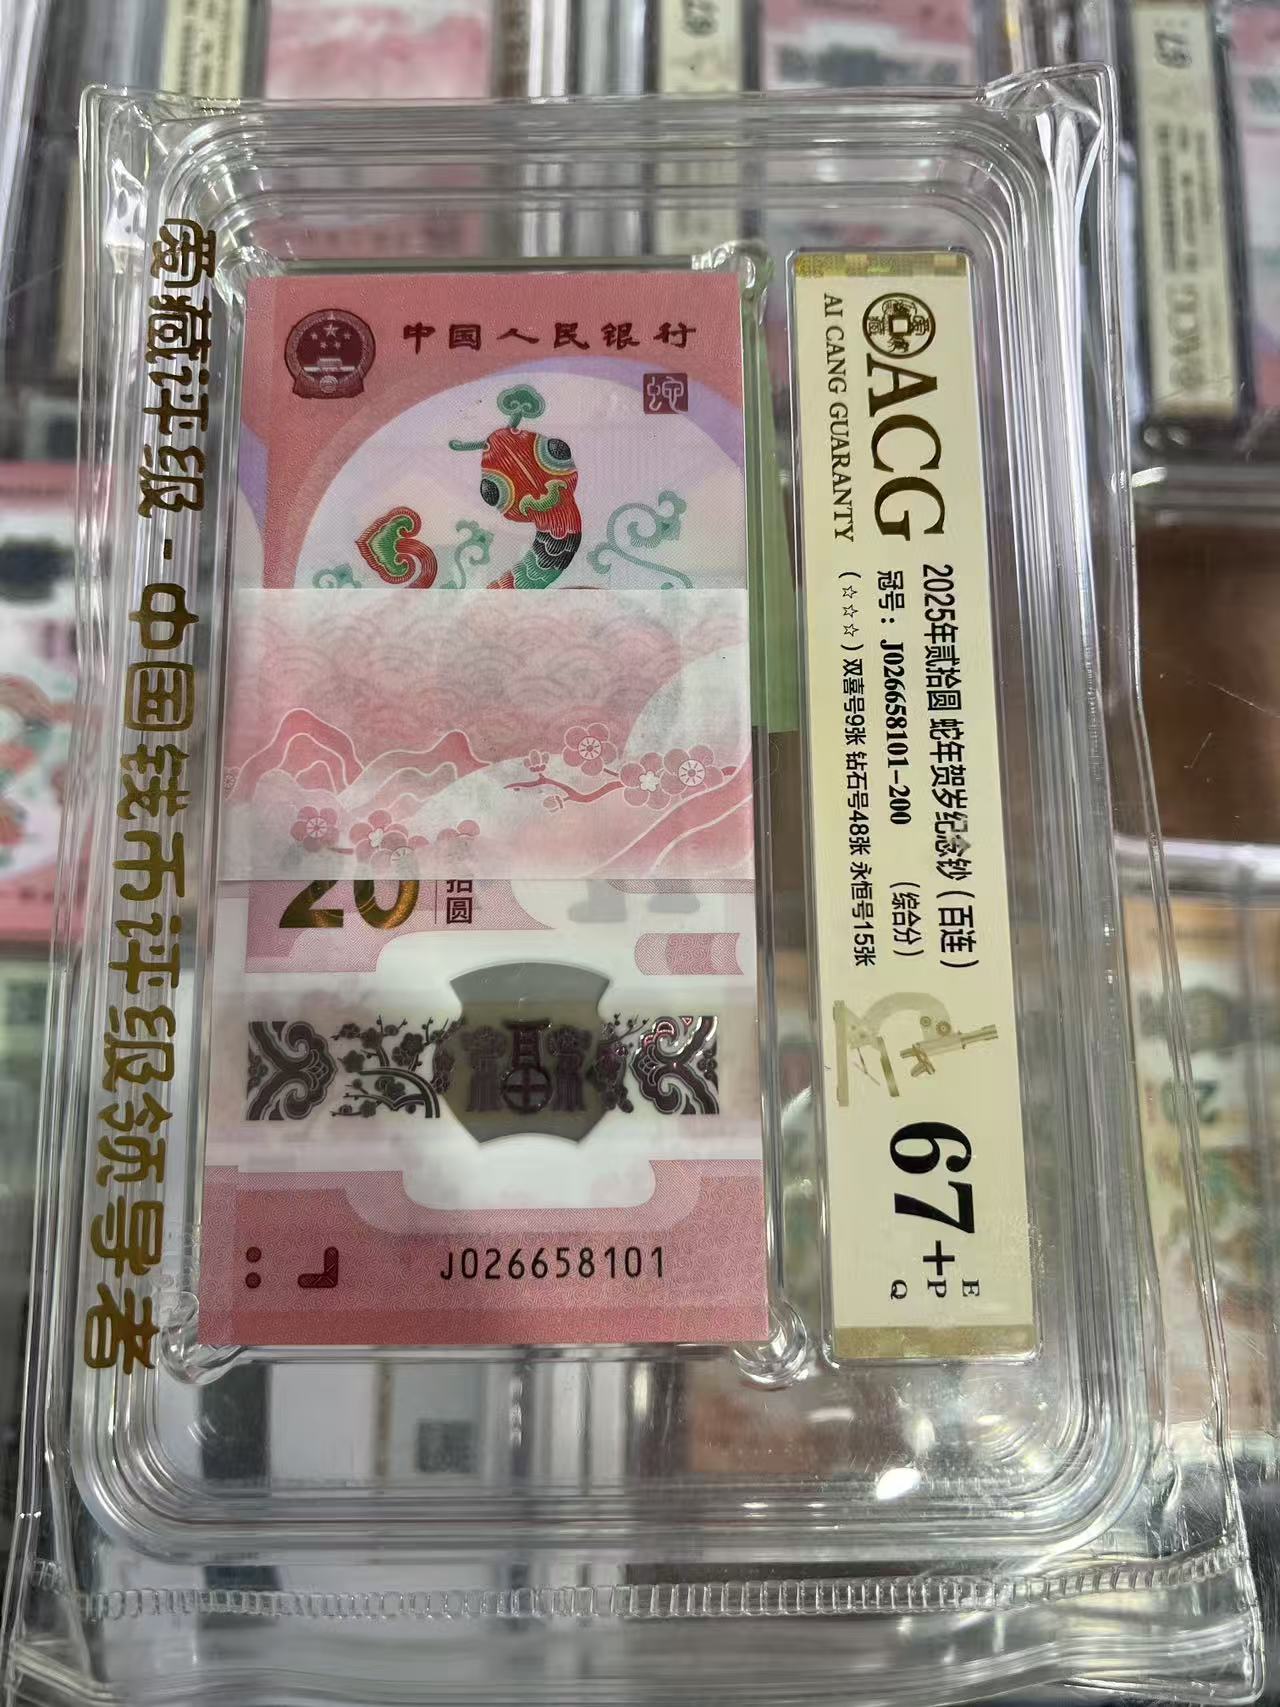 爱藏评级-中国钱币评级领导者
中国人民银行
蛇
20
拾圆
福
J026658101
ACG
AI CANG GUARANTY
2025年贰拾圆 蛇年贺岁纪念钞（百连）
冠号：J026658101-200 （综合分）
（☆☆☆）双喜号9张 钻石号48张 永恒号15张
67+
E
P
Q